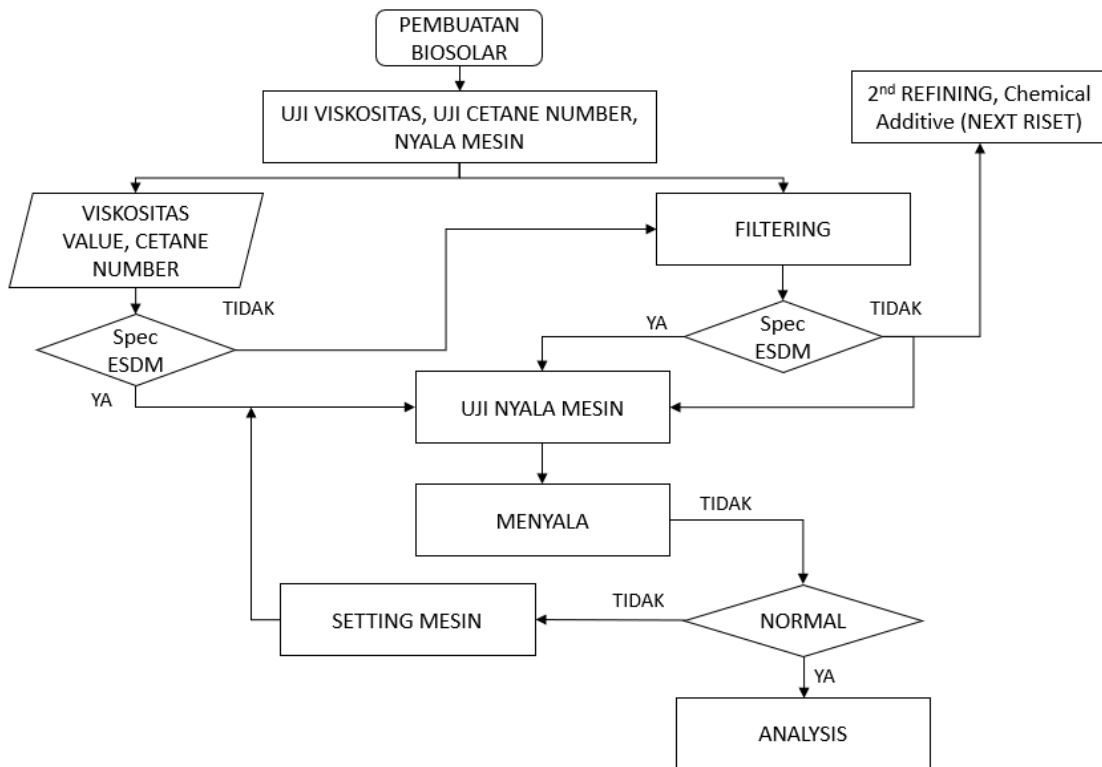 PEMBUATAN
BIOSOLAR
UJI VISKOSITAS, UJI CETANE NUMBER,
NYALA MESIN
2nd REFINING, Chemical
Additive (NEXT RISET)
VISKOSITAS
VALUE, CETANE
NUMBER
FILTERING
TIDAK
Spec
ESDM
YA
YA
Spec
ESDM
TIDAK
UJI NYALA MESIN
MENYALA
TIDAK
NORMAL
TIDAK
SETTING MESIN
YA
ANALYSIS